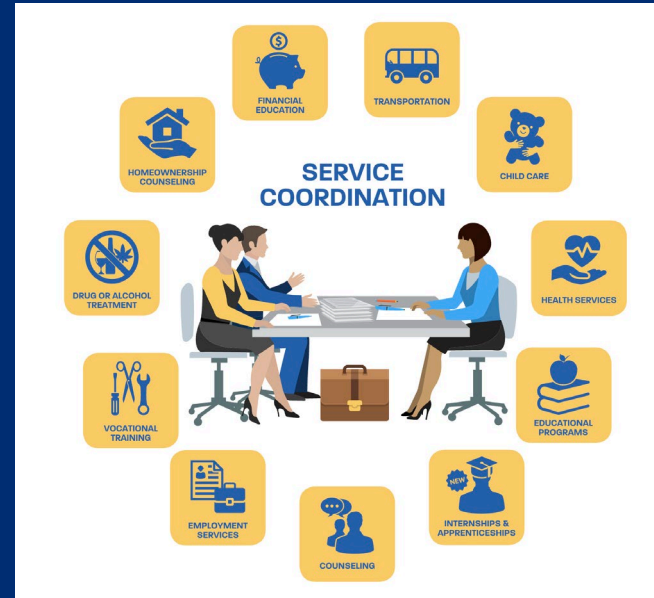 $
FINANCIAL
EDUCATION
TRANSPORTATION
HOMEOWNERSHIP
COUNSELING
CHILD CARE
SERVICE
COORDINATION
DRUG OR ALCOHOL
TREATMENT
HEALTH SERVICES
VOCATIONAL
TRAINING
EDUCATIONAL
PROGRAMS
EMPLOYMENT
SERVICES
NEW
INTERNSHIPS &
APPRENTICESHIPS
COUNSELING